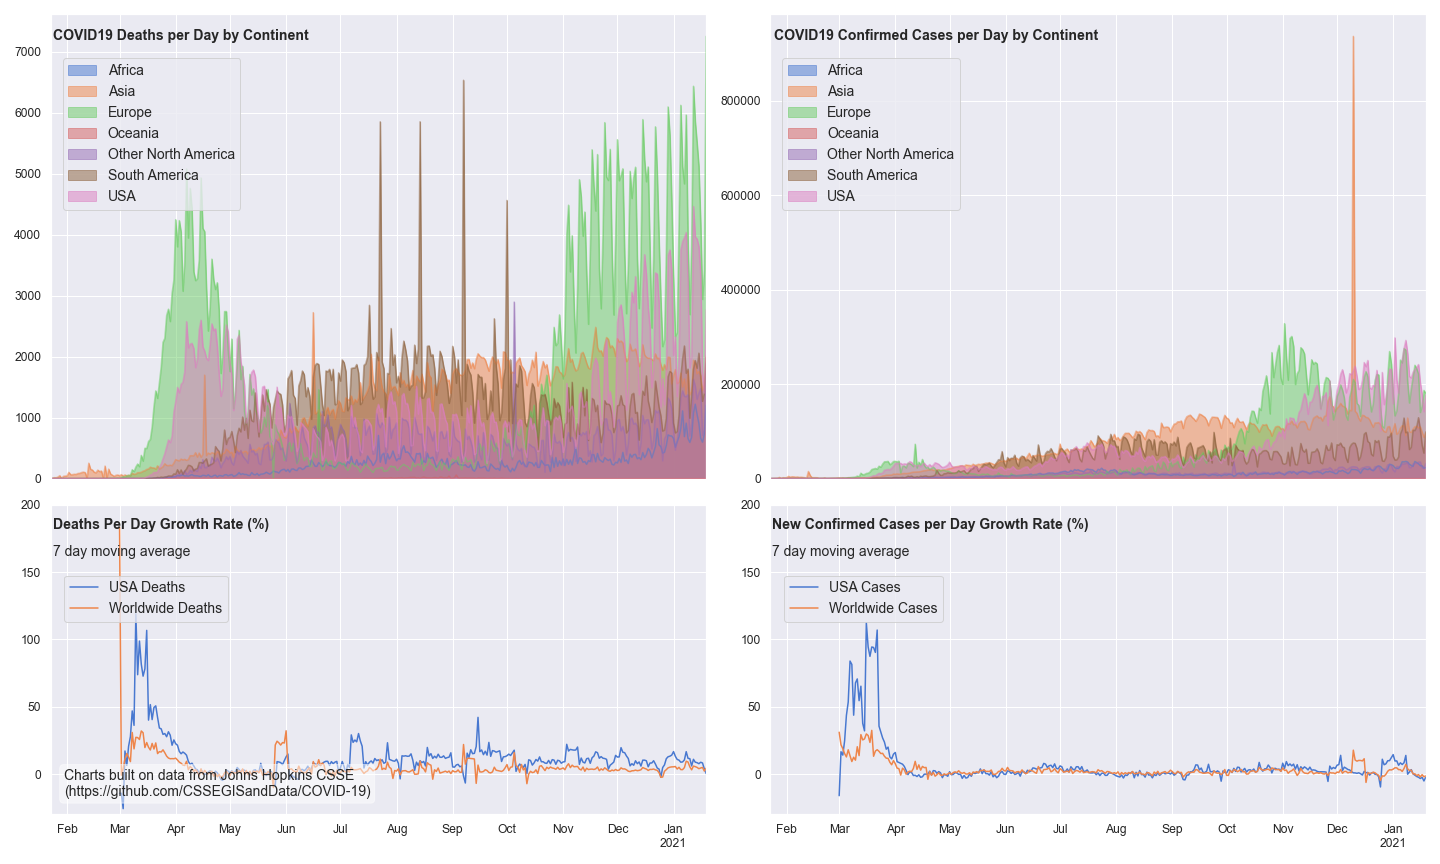 COVID19 Deaths per Day by Continent
7000
6000
5000
4000
3000
2000
1000
0
Africa
Asia
Europe
Oceania
Other North America
South America
USA
COVID19 Confirmed Cases per Day by Continent
800000
600000
400000
200000
0
Africa
Asia
Europe
Oceania
Other North America
South America
USA
Deaths Per Day Growth Rate (%)
7 day moving average
200
150
100
50
0
USA Deaths
Worldwide Deaths
Charts built on data from Johns Hopkins CSSE
(https://github.com/CSSEGISandData/COVID-19)
Feb Mar Apr May Jun Jul Aug Sep Oct Nov Dec Jan
2021
New Confirmed Cases per Day Growth Rate (%)
7 day moving average
200
150
100
50
0
USA Cases
Worldwide Cases
Feb Mar Apr May Jun Jul Aug Sep Oct Nov Dec Jan
2021